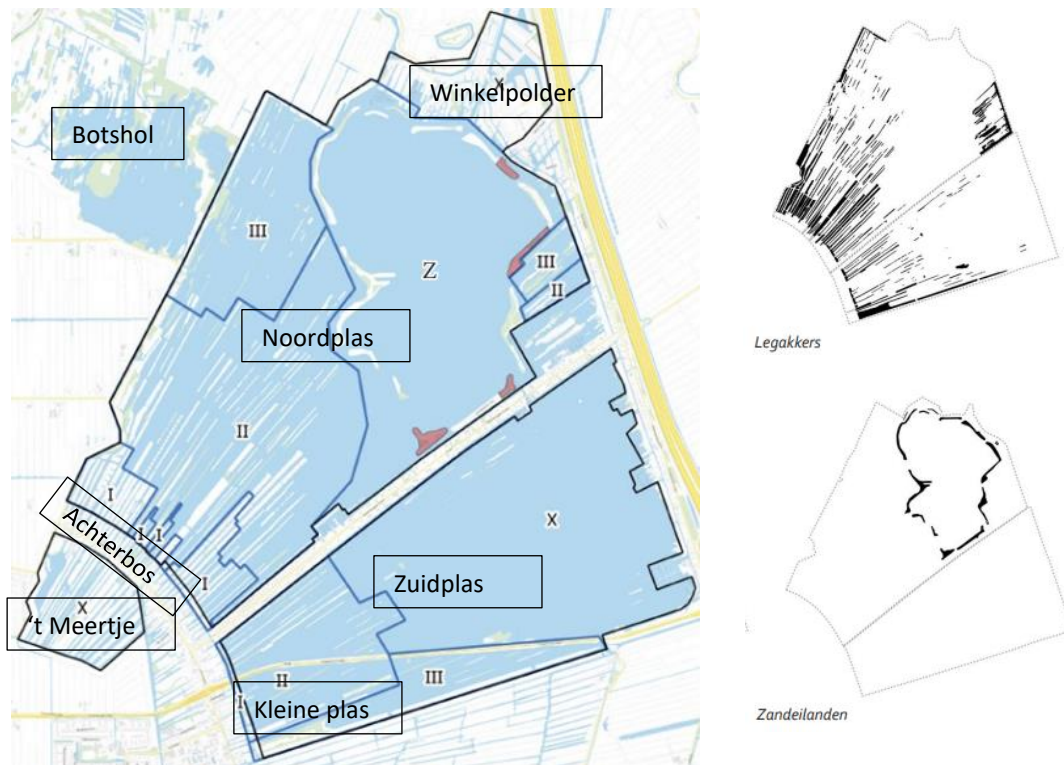 Winkelpolder
X
Botshol
III
Z
III
II
Noordplas
II
I
I
I
Achterbos
I
X
Zuidplas
X
't Meertje
II
III
I
Kleine plas
Legakkers
Zandeilanden